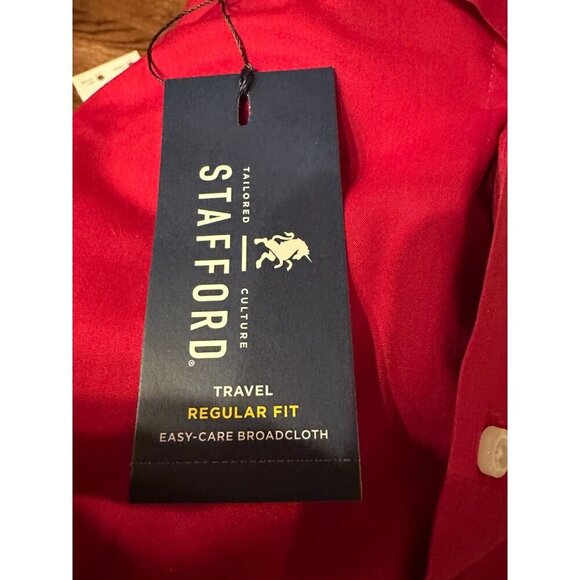 TAILORED CULTURE
STAFFORD®
TRAVEL
REGULAR FIT
EASY-CARE BROADCLOTH